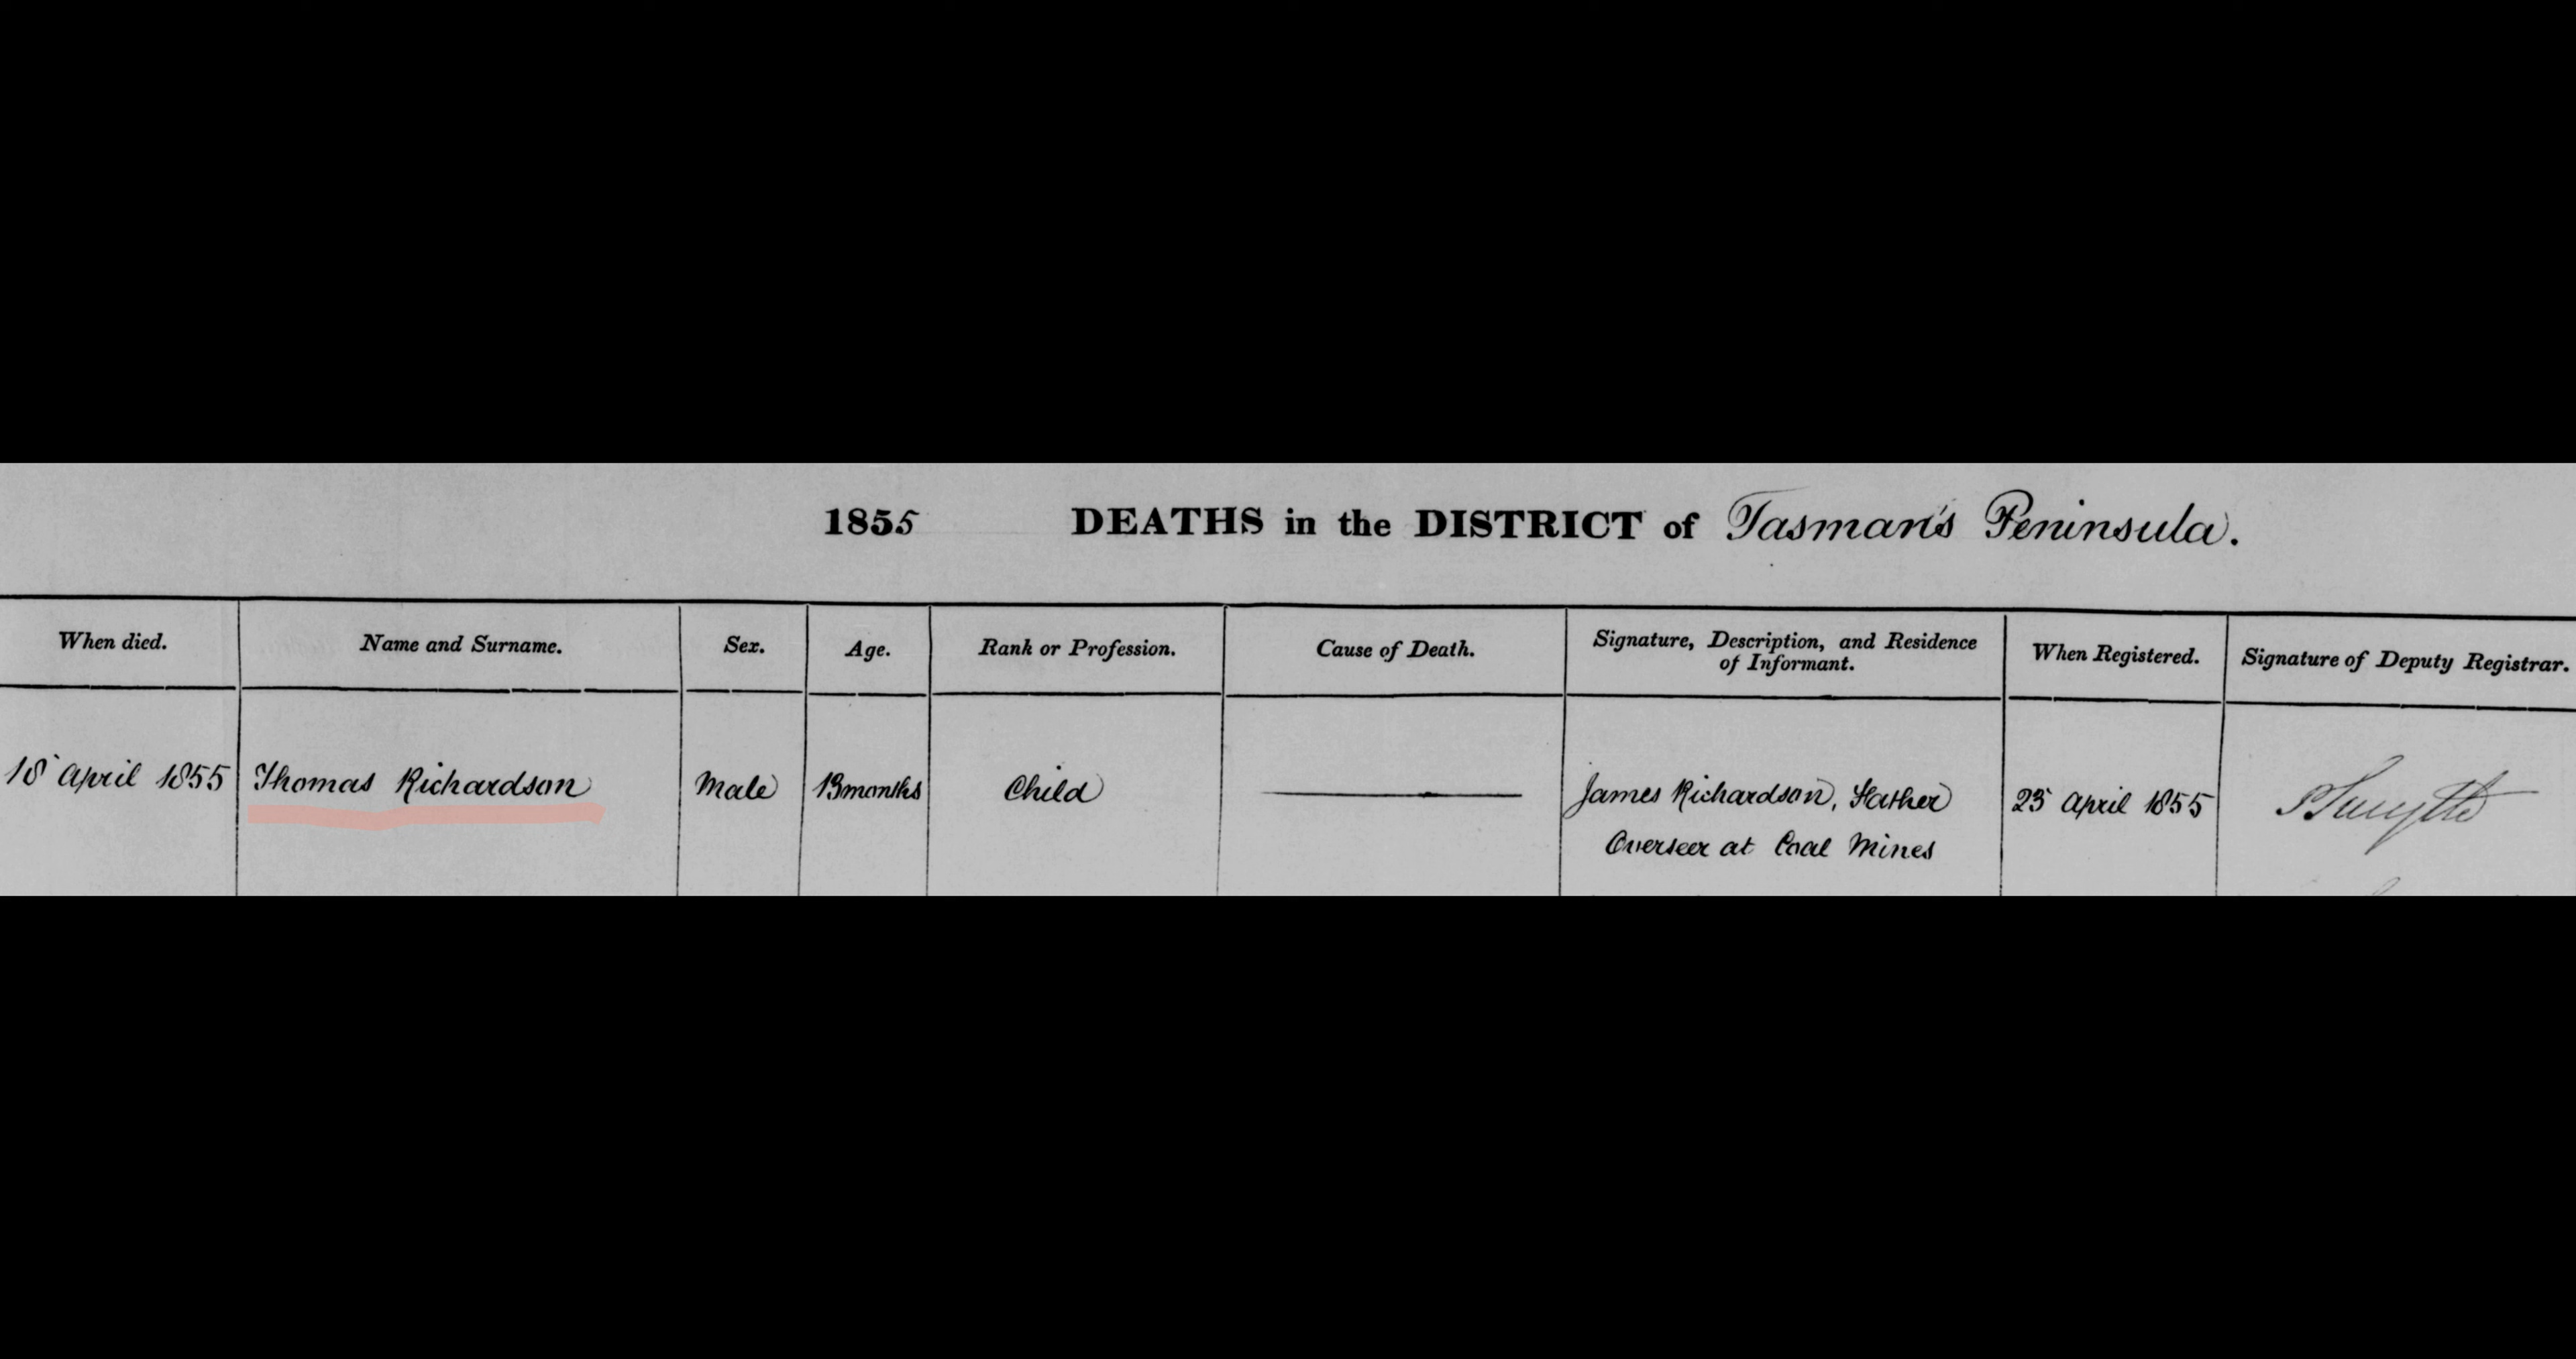 1855 DEATHS in the DISTRICT of Tasman's Peninsula.
When died. Name and Surname. Sex. Age. Rank or Profession. Cause of Death. Signature, Description, and Residence of Informant. When Registered. Signature of Deputy Registrar.
18 April 1855 Thomas Richardson Male 13 months Child James Richardson, Father 25 April 1855
Overseer at Coal Mines